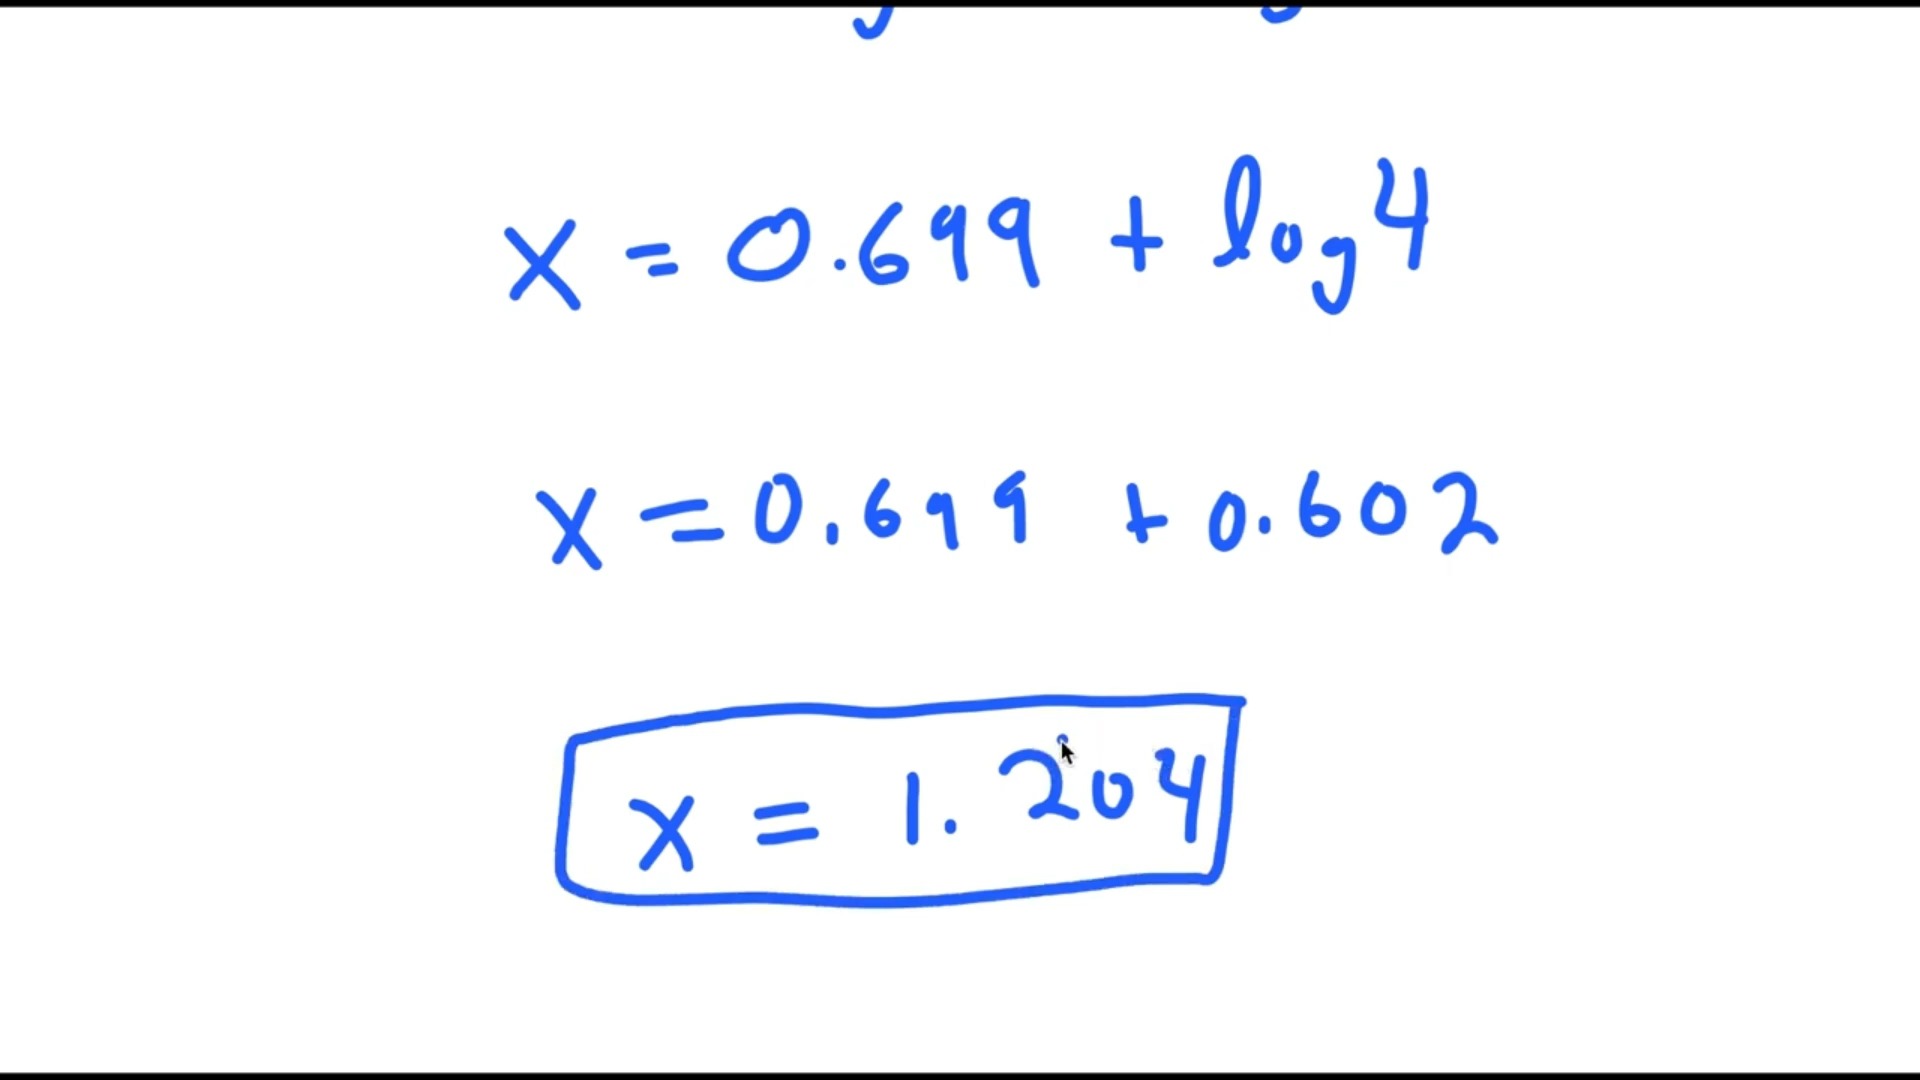 x = 0.699 + log4
x = 0.699 + 0.602
x = 1.204